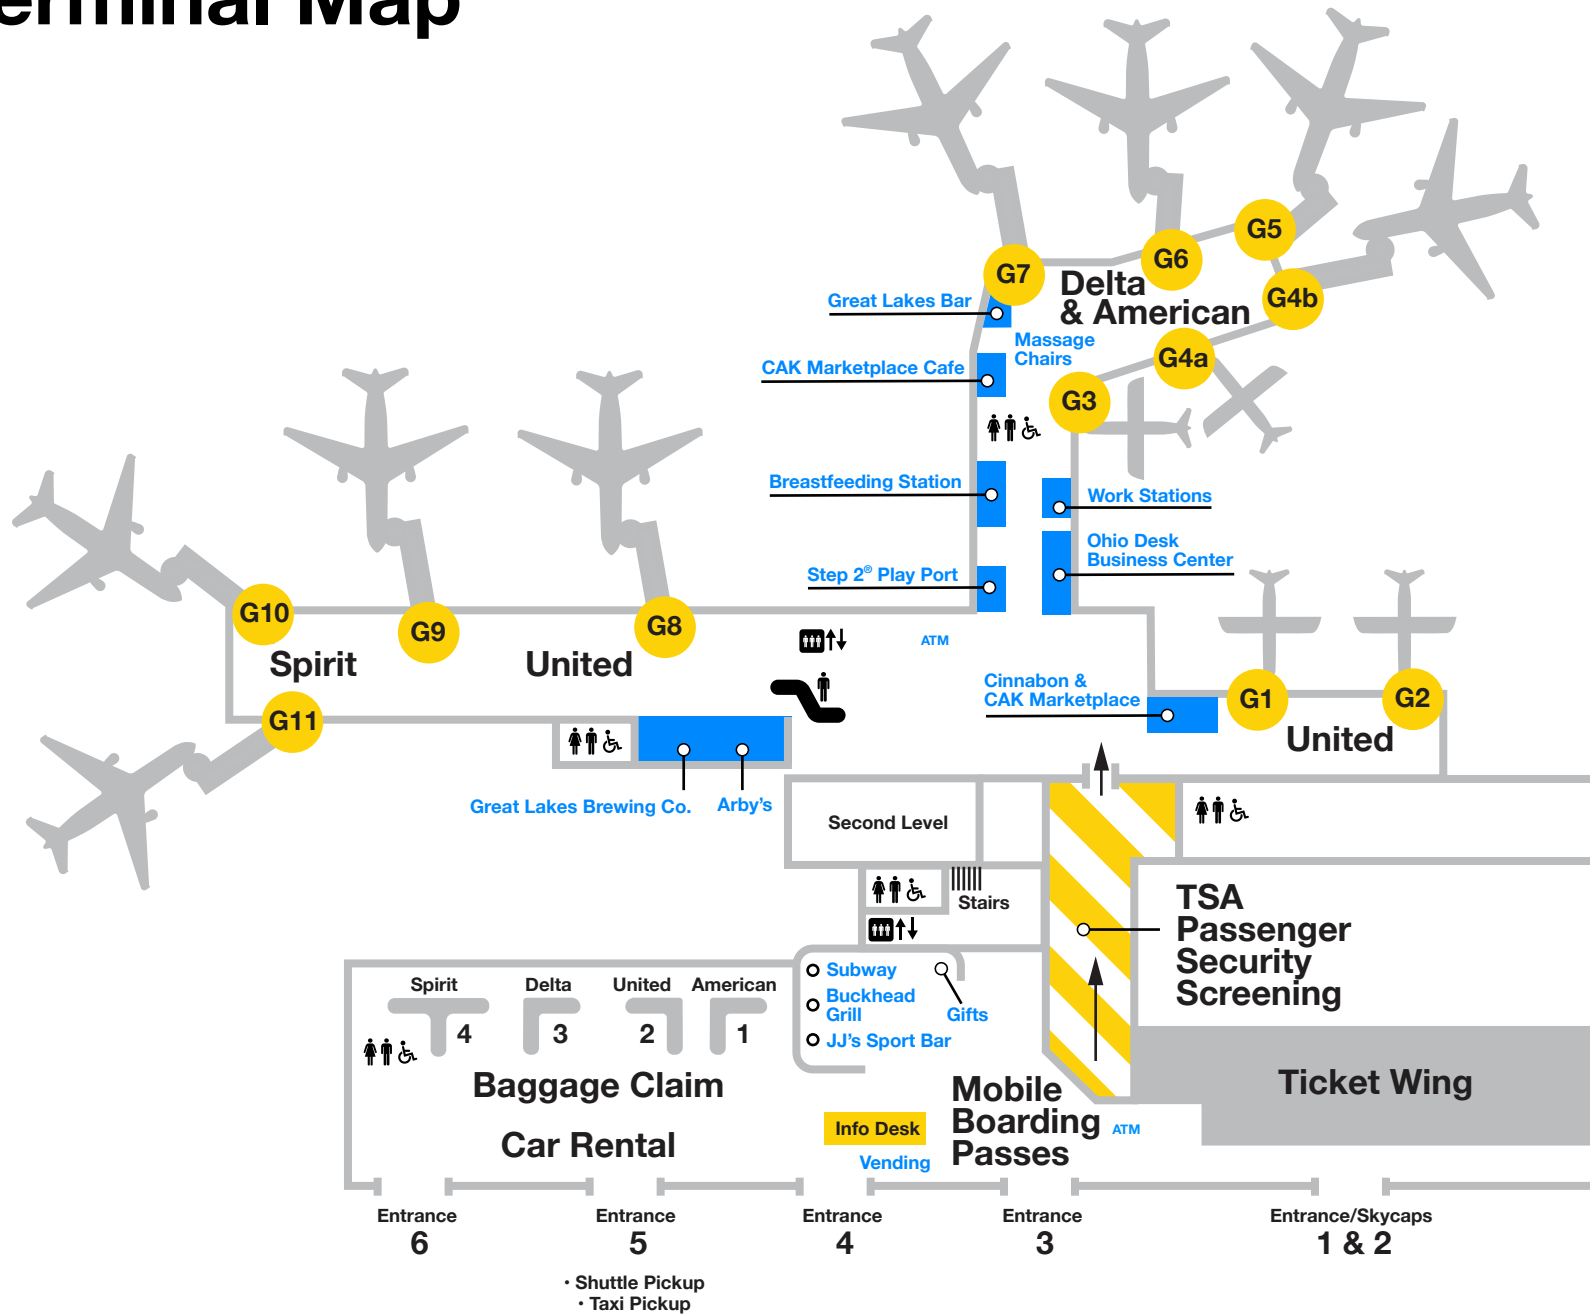 erminal Map
G7
G6
G5
G4b
Delta
& American
Great Lakes Bar
Massage
Chairs
CAK Marketplace Cafe
G4a
G3
Breastfeeding Station
Work Stations
Ohio Desk
Business Center
Step 2® Play Port
G10
G9
G8
ATM
Spirit
United
Cinnabon &
CAK Marketplace
G1
G2
G11
United
Great Lakes Brewing Co.
Arby's
Second Level
Stairs
TSA
Passenger
Security
Screening
Spirit
Delta
United
American
4
3
2
1
Subway
Buckhead
Grill
JJ's Sport Bar
Gifts
Baggage Claim
Car Rental
Ticket Wing
Mobile
Boarding
Passes
ATM
Info Desk
Vending
Entrance
6
Entrance
5
Entrance
4
Entrance
3
Entrance/Skycaps
1 & 2
• Shuttle Pickup
• Taxi Pickup